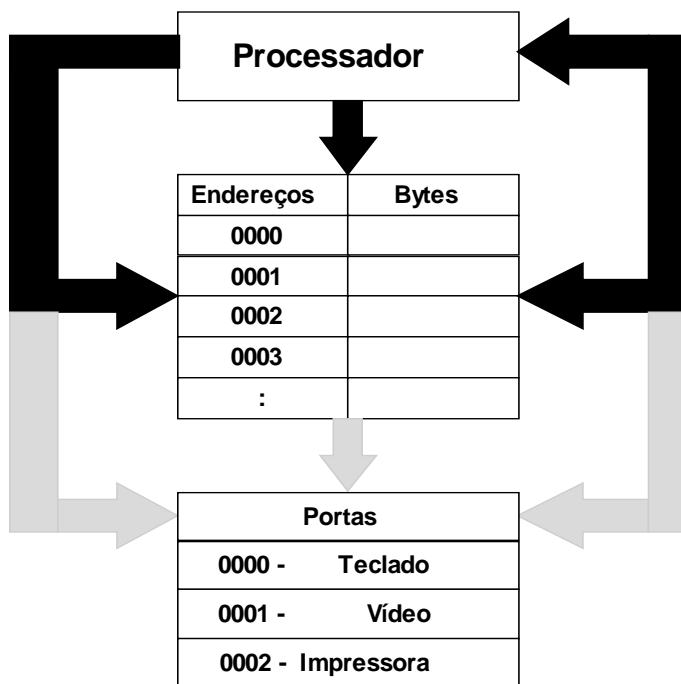 Processador
Endereços Bytes
0000
0001
0002
0003
:
Portas
0000 - Teclado
0001 - Vídeo
0002 - Impressora